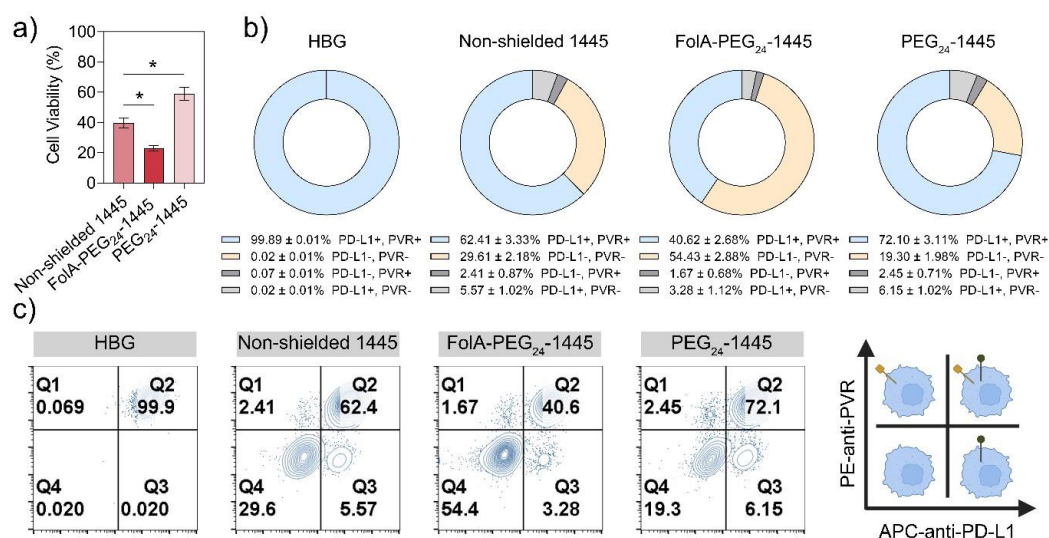 a)
Cell Viability (%)
100
80
60
40
20
0
*
*
Non-shielded 1445
FolA-PEG₂₄-1445
PEG₂₄-1445
b)
HBG
Non-shielded 1445
FolA-PEG₂₄-1445
PEG₂₄-1445
99.89 ± 0.01% PD-L1+, PVR+
0.02 ± 0.01% PD-L1-, PVR-
0.07 ± 0.01% PD-L1-, PVR+
0.02 ± 0.01% PD-L1+, PVR-
62.41 ± 3.33% PD-L1+, PVR+
29.61 ± 2.18% PD-L1-, PVR-
2.41 ± 0.87% PD-L1-, PVR+
5.57 ± 1.02% PD-L1+, PVR-
40.62 ± 2.68% PD-L1+, PVR+
54.43 ± 2.88% PD-L1-, PVR-
1.67 ± 0.68% PD-L1-, PVR+
3.28 ± 1.12% PD-L1+, PVR-
72.10 ± 3.11% PD-L1+, PVR+
19.30 ± 1.98% PD-L1-, PVR-
2.45 ± 0.71% PD-L1-, PVR+
6.15 ± 1.02% PD-L1+, PVR-
c)
HBG
Q1
0.069
Q2
99.9
Q4
0.020
Q3
0.020
Non-shielded 1445
Q1
2.41
Q2
62.4
Q4
29.6
Q3
5.57
FolA-PEG₂₄-1445
Q1
1.67
Q2
40.6
Q4
54.4
Q3
3.28
PEG₂₄-1445
Q1
2.45
Q2
72.1
Q4
19.3
Q3
6.15
PE-anti-PVR
APC-anti-PD-L1